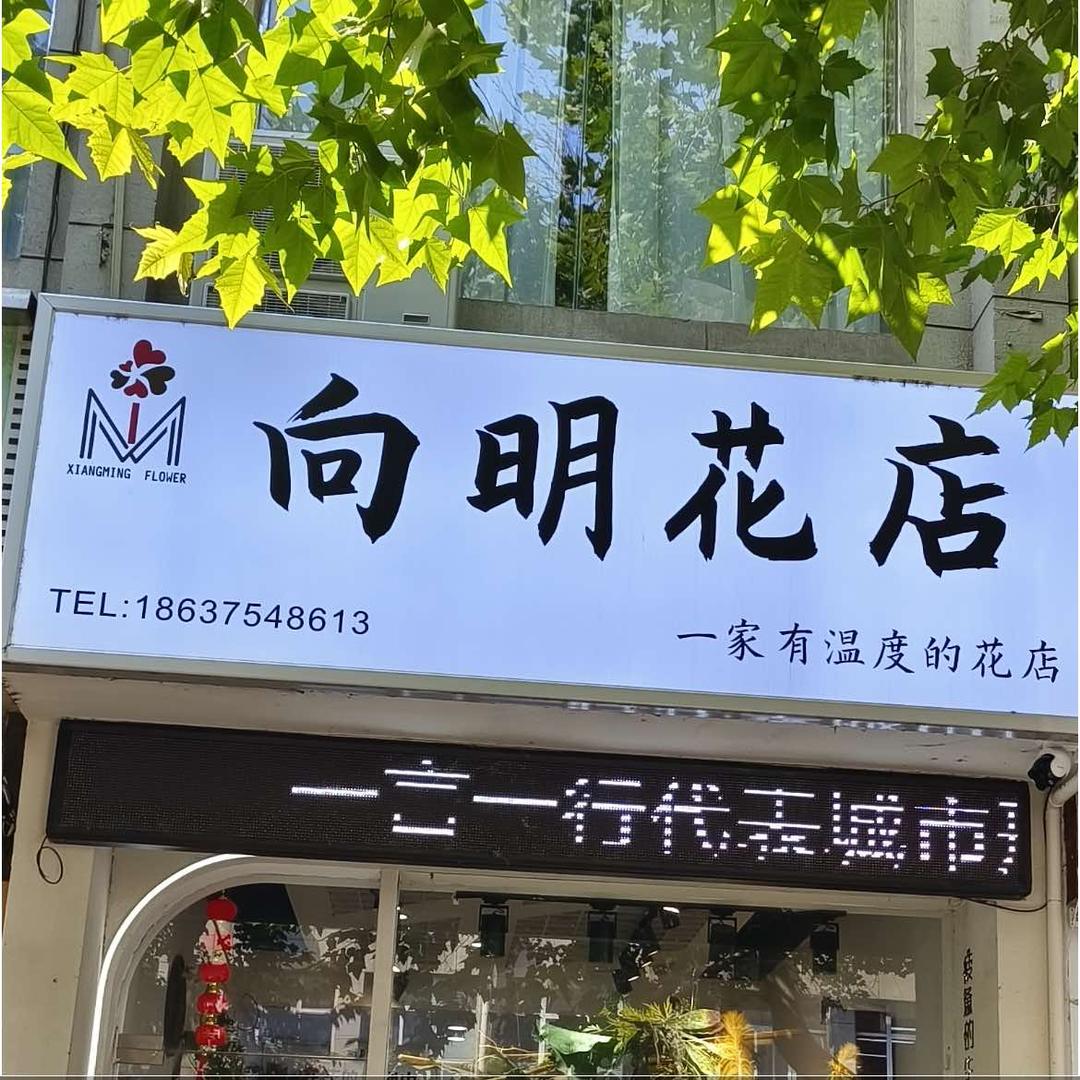 XIANGMING FLOWER
向明花店
TEL:18637548613
一家有温度的花店
一言一行代表城市